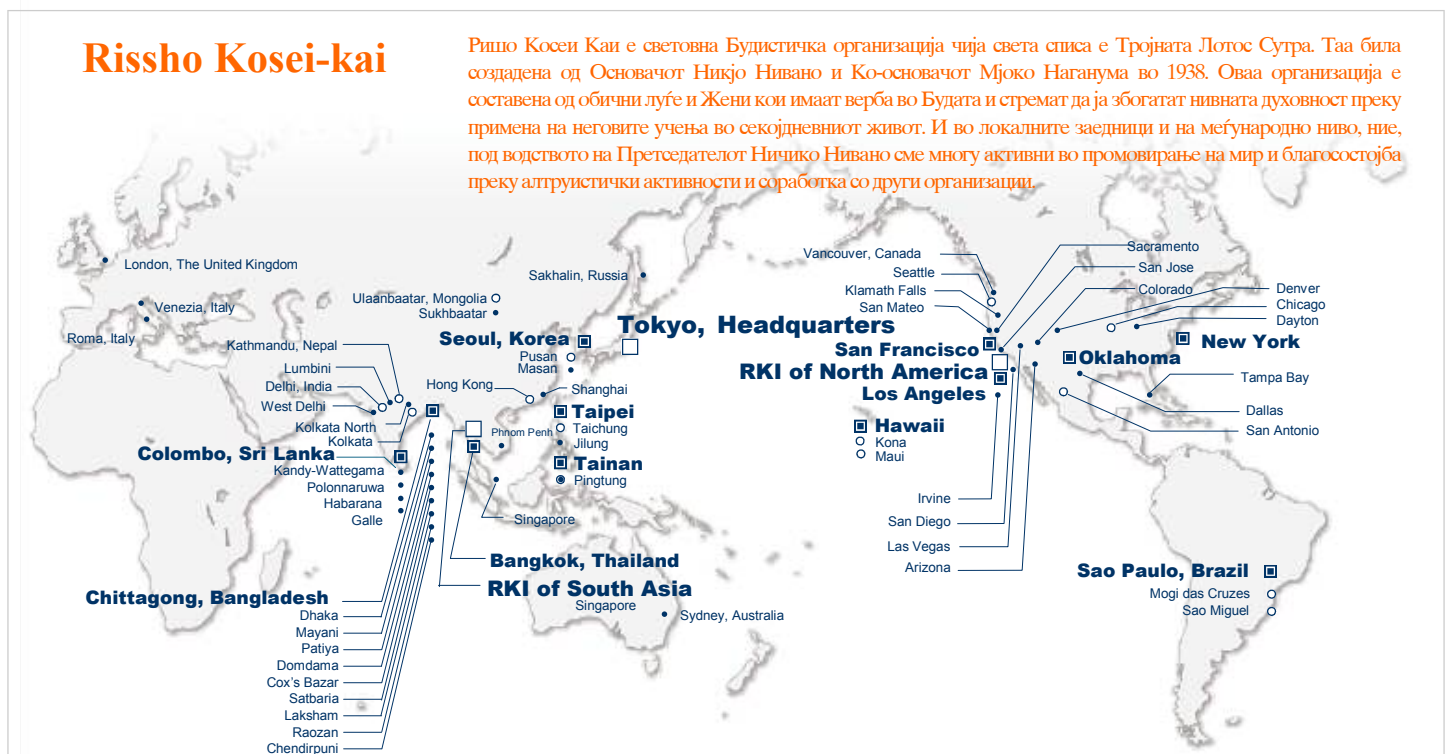 Rissho Kosei-kai
Ришо Косеи Каи е световна Будистичка организација чија света списа е Тројната Лотос Сутра. Таа била
создадена од Основачот Никјо Нивано и Ко-основачот Мјоко Наганума во 1938. Оваа организација е
составена од обични луѓе и Жени кои имаат верба во Будата и стремат да ја збогатат нивната духовност преку
примена на неговите учења во секојдневниот живот. И во локалните заедници и на меѓународно ниво, ние,
под водството на Претседателот Ничико Нивано сме многу активни во промовирање на мир и благосостојба
преку алтруистички активности и соработка со други организации.
London, The United Kingdom
Venezia, Italy
Roma, Italy
Sakhalin, Russia
Ulaanbaatar, Mongolia
Sukhbaatar
Tokyo, Headquarters
Seoul, Korea
Pusan
Masan
Kathmandu, Nepal
Lumbini
Delhi, India
West Delhi
Kolkata North
Kolkata
Hong Kong
Shanghai
Taipei
Taichung
Jilung
Tainan
Pingtung
Phnom Penh
Colombo, Sri Lanka
Kandy-Wattegama
Polonnaruwa
Habarana
Galle
Singapore
Bangkok, Thailand
RKI of South Asia
Singapore
Sydney, Australia
Chittagong, Bangladesh
Dhaka
Mayani
Patiya
Domdama
Cox's Bazar
Satbaria
Laksham
Raozan
Chendirpuni
Vancouver, Canada
Seattle
Klamath Falls
San Mateo
Sacramento
San Jose
Colorado
Denver
Chicago
Dayton
New York
San Francisco
RKI of North America
Los Angeles
Oklahoma
Tampa Bay
Dallas
San Antonio
Hawaii
Kona
Maui
Irvine
San Diego
Las Vegas
Arizona
Sao Paulo, Brazil
Mogi das Cruzes
Sao Miguel